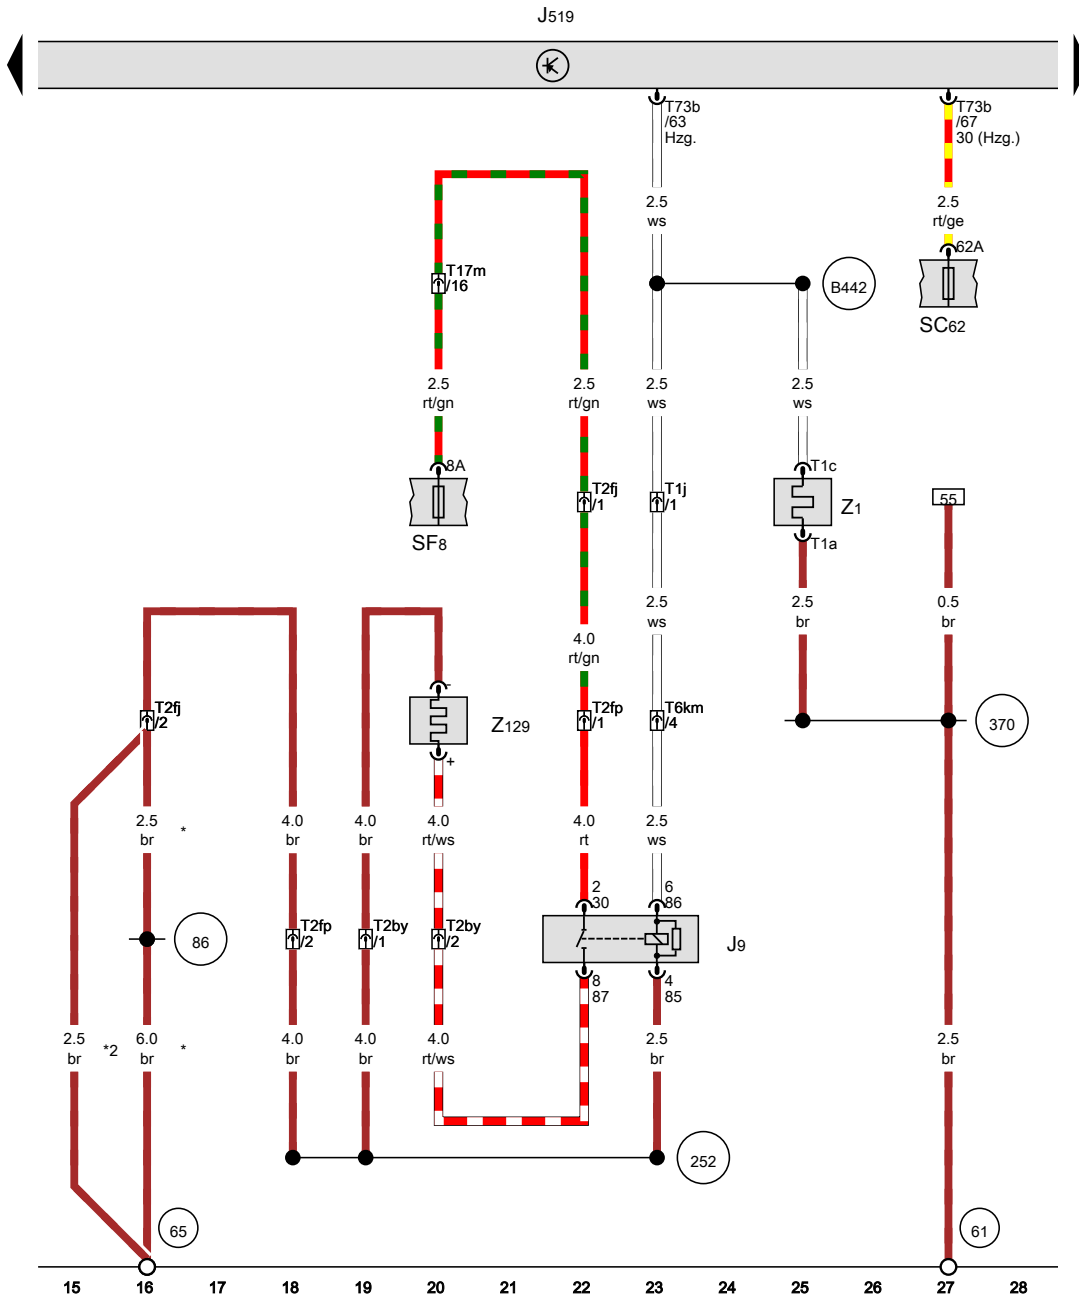 J519
T73b
/63
Hzg.
T73b
/67
30 (Hzg.)
2.5
ws
2.5
rt/ge
62A
SC62
T17m
/16
B442
2.5
rt/gn
2.5
rt/gn
2.5
ws
2.5
ws
8A
SF8
T2fj
/1
T1j
/1
T1c
Z1
T1a
55
2.5
ws
2.5
br
0.5
br
4.0
rt/gn
T2fj
/2
-
Z129
+
T2fp
/1
T6km
/4
370
2.5
br
*
4.0
br
4.0
br
4.0
rt/ws
4.0
rt
2.5
ws
2
30
6
86
86
T2fp
/2
T2by
/1
T2by
/2
J9
8
87
4
85
2.5
br
*2
6.0
br
*
4.0
br
4.0
br
4.0
rt/ws
2.5
br
2.5
br
252
65
61
15 16 17 18 19 20 21 22 23 24 25 26 27 28